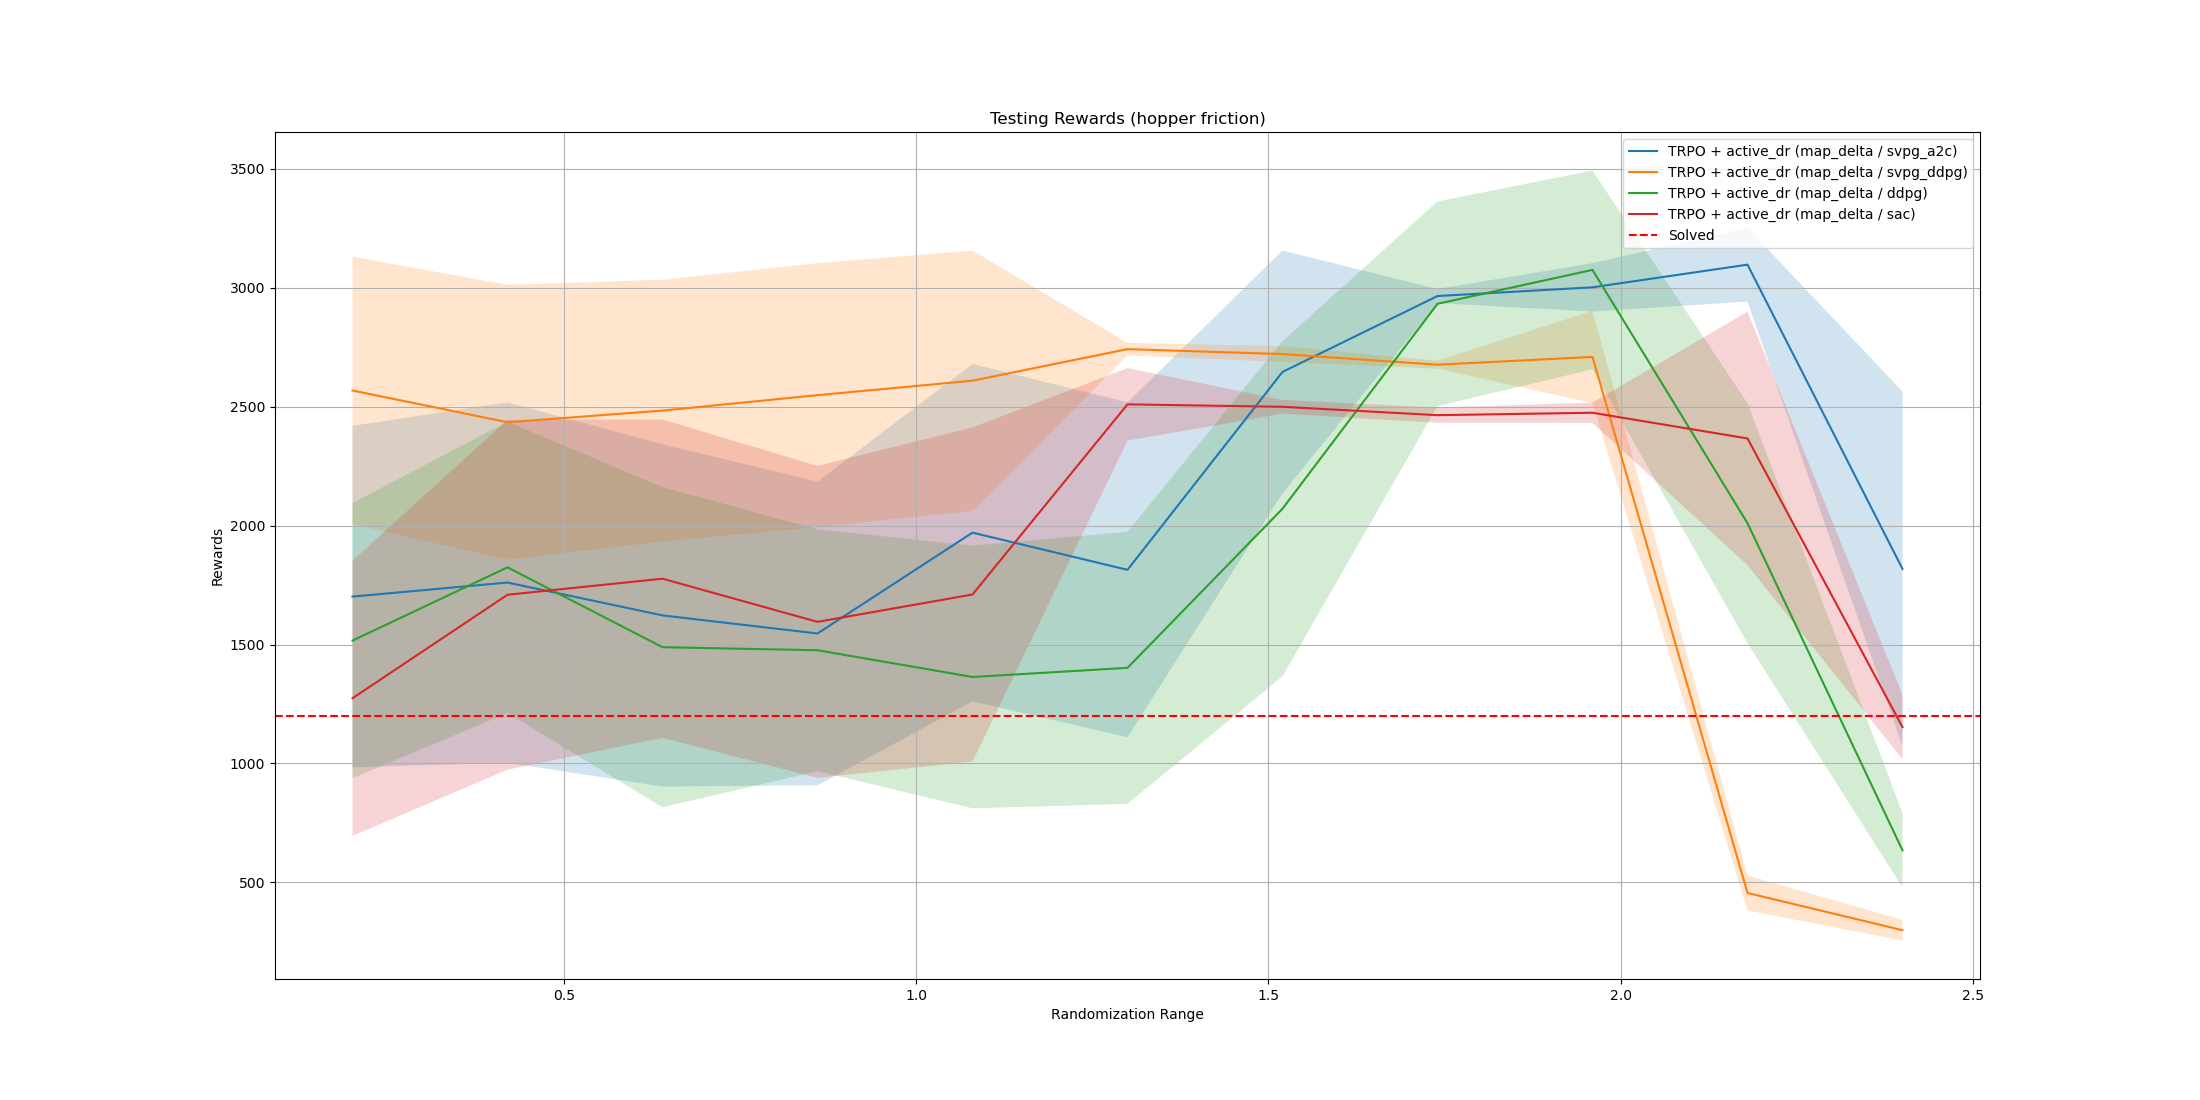 Testing Rewards (hopper friction)
TRPO + active_dr (map_delta / svpg_a2c)
TRPO + active_dr (map_delta / svpg_ddpg)
TRPO + active_dr (map_delta / ddpg)
TRPO + active_dr (map_delta / sac)
Solved
3500
3000
2500
2000
1500
1000
500
Rewards
0.5
1.0
1.5
2.0
2.5
Randomization Range